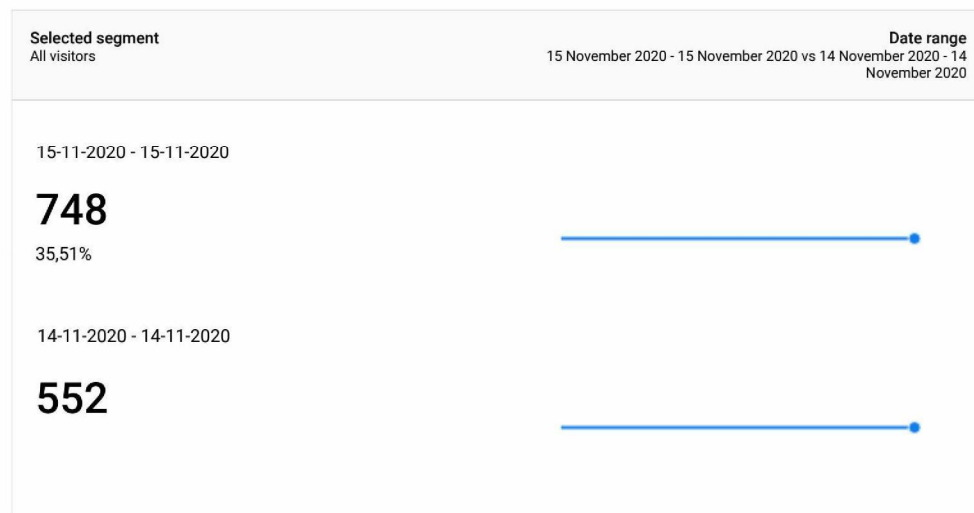 Selected segment
All visitors
Date range
15 November 2020 - 15 November 2020 vs 14 November 2020 - 14
November 2020
15-11-2020 - 15-11-2020
748
35,51%
14-11-2020 - 14-11-2020
552